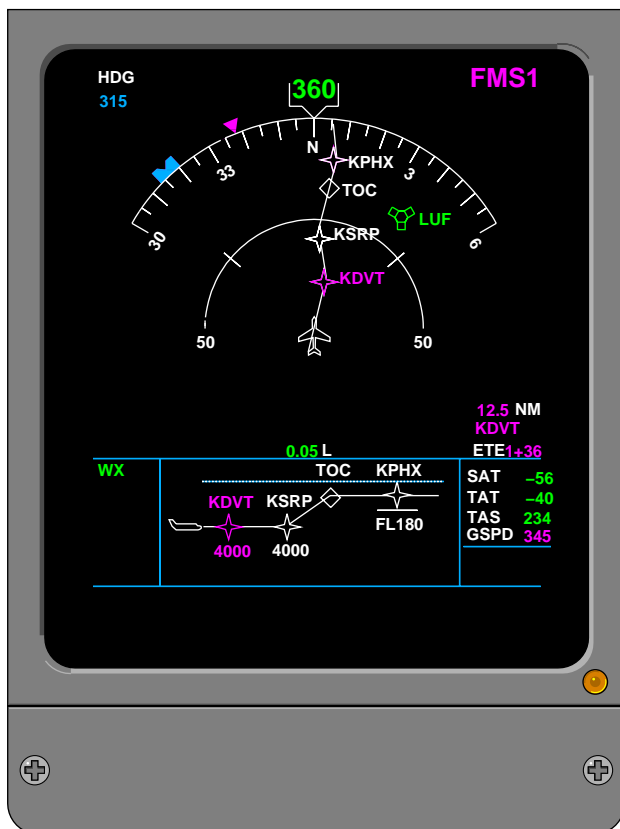 HDG
FMS1
315
360
N
33
3
30
6
KPHX
TOC
LUF
KSRP
KDVT
50
50
12.5 NM
KDVT
0.05 L
ETE1+36
WX
TOC KPHX
SAT –56
TAT –40
TAS 234
GSPD 345
KDVT KSRP
FL180
4000 4000